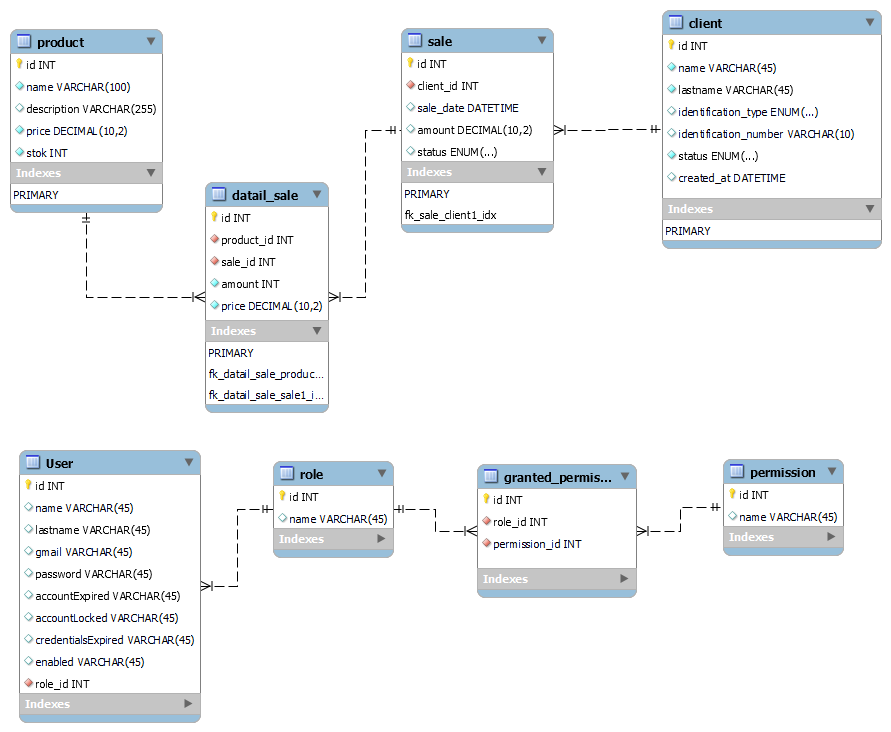 product
id INT
name VARCHAR(100)
description VARCHAR(255)
price DECIMAL(10,2)
stok INT
Indexes
PRIMARY
datail_sale
id INT
product_id INT
sale_id INT
amount INT
price DECIMAL(10,2)
Indexes
PRIMARY
fk_datail_sale_produc...
fk_datail_sale_sale1_i...
sale
id INT
client_id INT
sale_date DATETIME
amount DECIMAL(10,2)
status ENUM(...)
Indexes
PRIMARY
fk_sale_client1_idx
client
id INT
name VARCHAR(45)
lastname VARCHAR(45)
identification_type ENUM(...)
identification_number VARCHAR(10)
status ENUM(...)
created_at DATETIME
Indexes
PRIMARY
User
id INT
name VARCHAR(45)
lastname VARCHAR(45)
gmail VARCHAR(45)
password VARCHAR(45)
accountExpired VARCHAR(45)
accountLocked VARCHAR(45)
credentialsExpired VARCHAR(45)
enabled VARCHAR(45)
role_id INT
Indexes
role
id INT
name VARCHAR(45)
Indexes
granted_permis...
id INT
role_id INT
permission_id INT
Indexes
permission
id INT
name VARCHAR(45)
Indexes